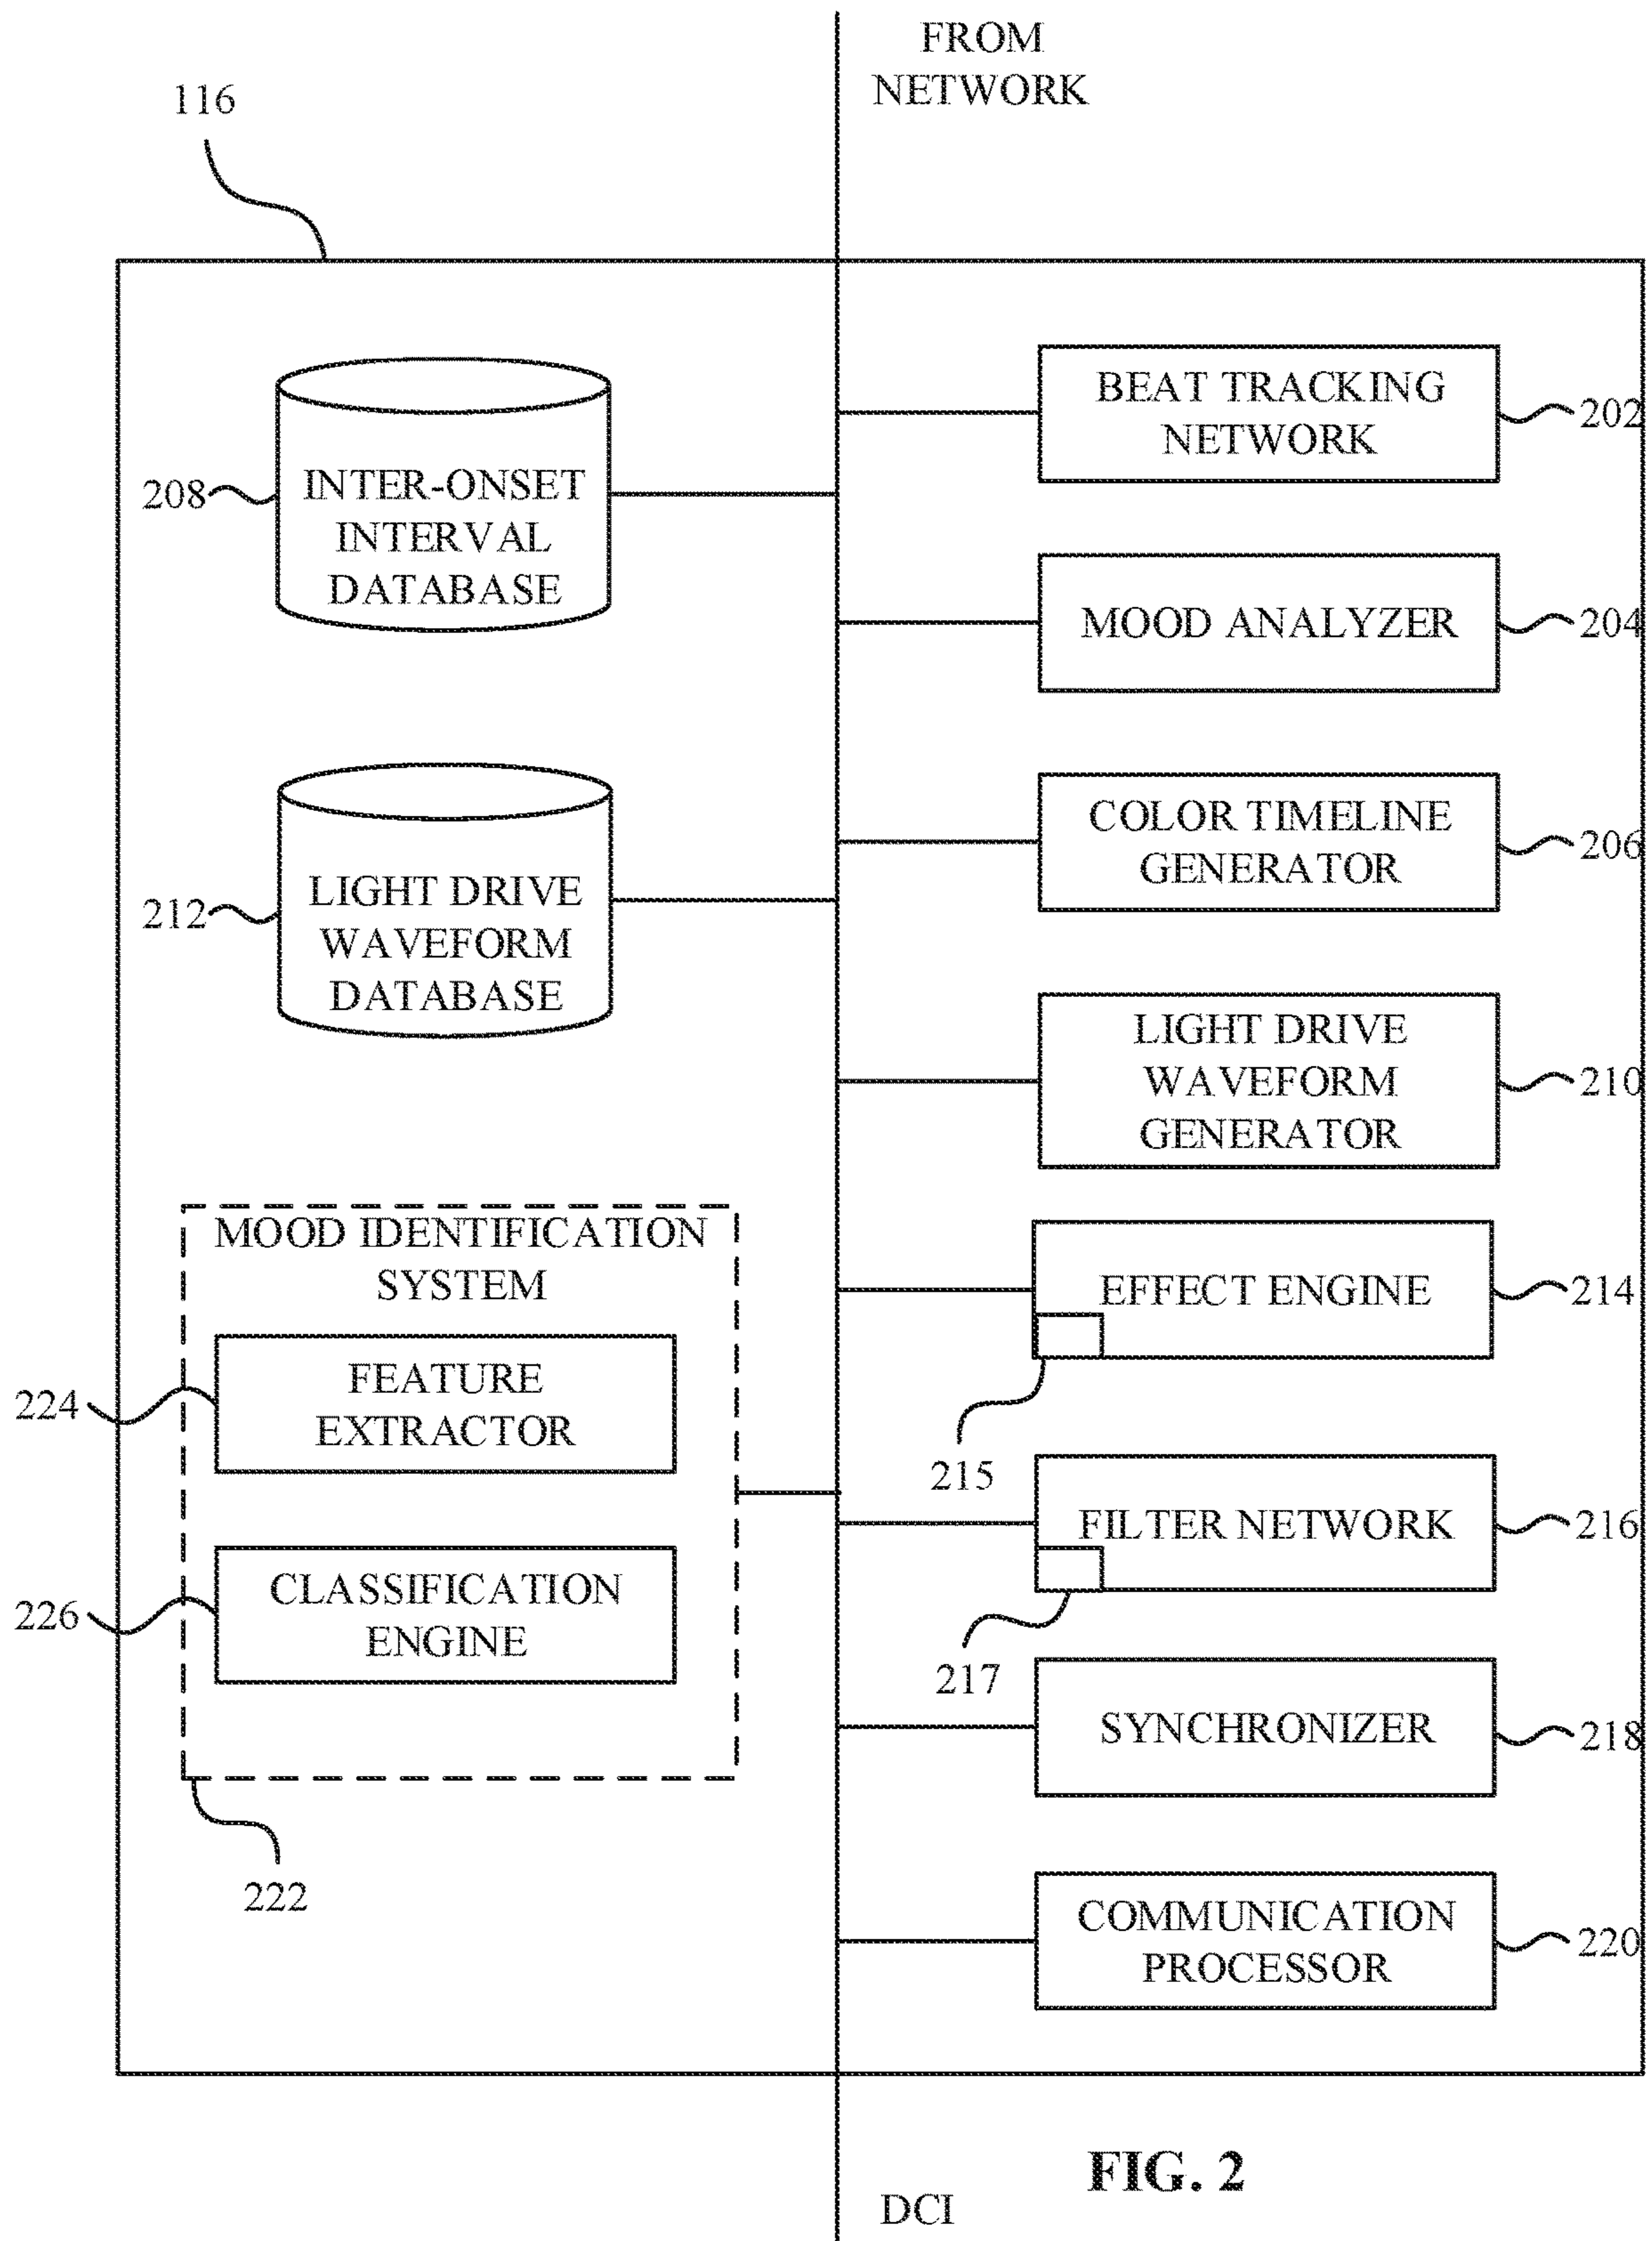 FROM
NETWORK
116
BEAT TRACKING
NETWORK
202
208
INTER-ONSET
INTERVAL
DATABASE
MOOD ANALYZER
204
COLOR TIMELINE
GENERATOR
206
212
LIGHT DRIVE
WAVEFORM
DATABASE
LIGHT DRIVE
WAVEFORM
GENERATOR
210
MOOD IDENTIFICATION
SYSTEM
EFFECT ENGINE
214
215
224
FEATURE
EXTRACTOR
FILTER NETWORK
216
217
226
CLASSIFICATION
ENGINE
SYNCHRONIZER
218
222
COMMUNICATION
PROCESSOR
220
FIG. 2
DCI